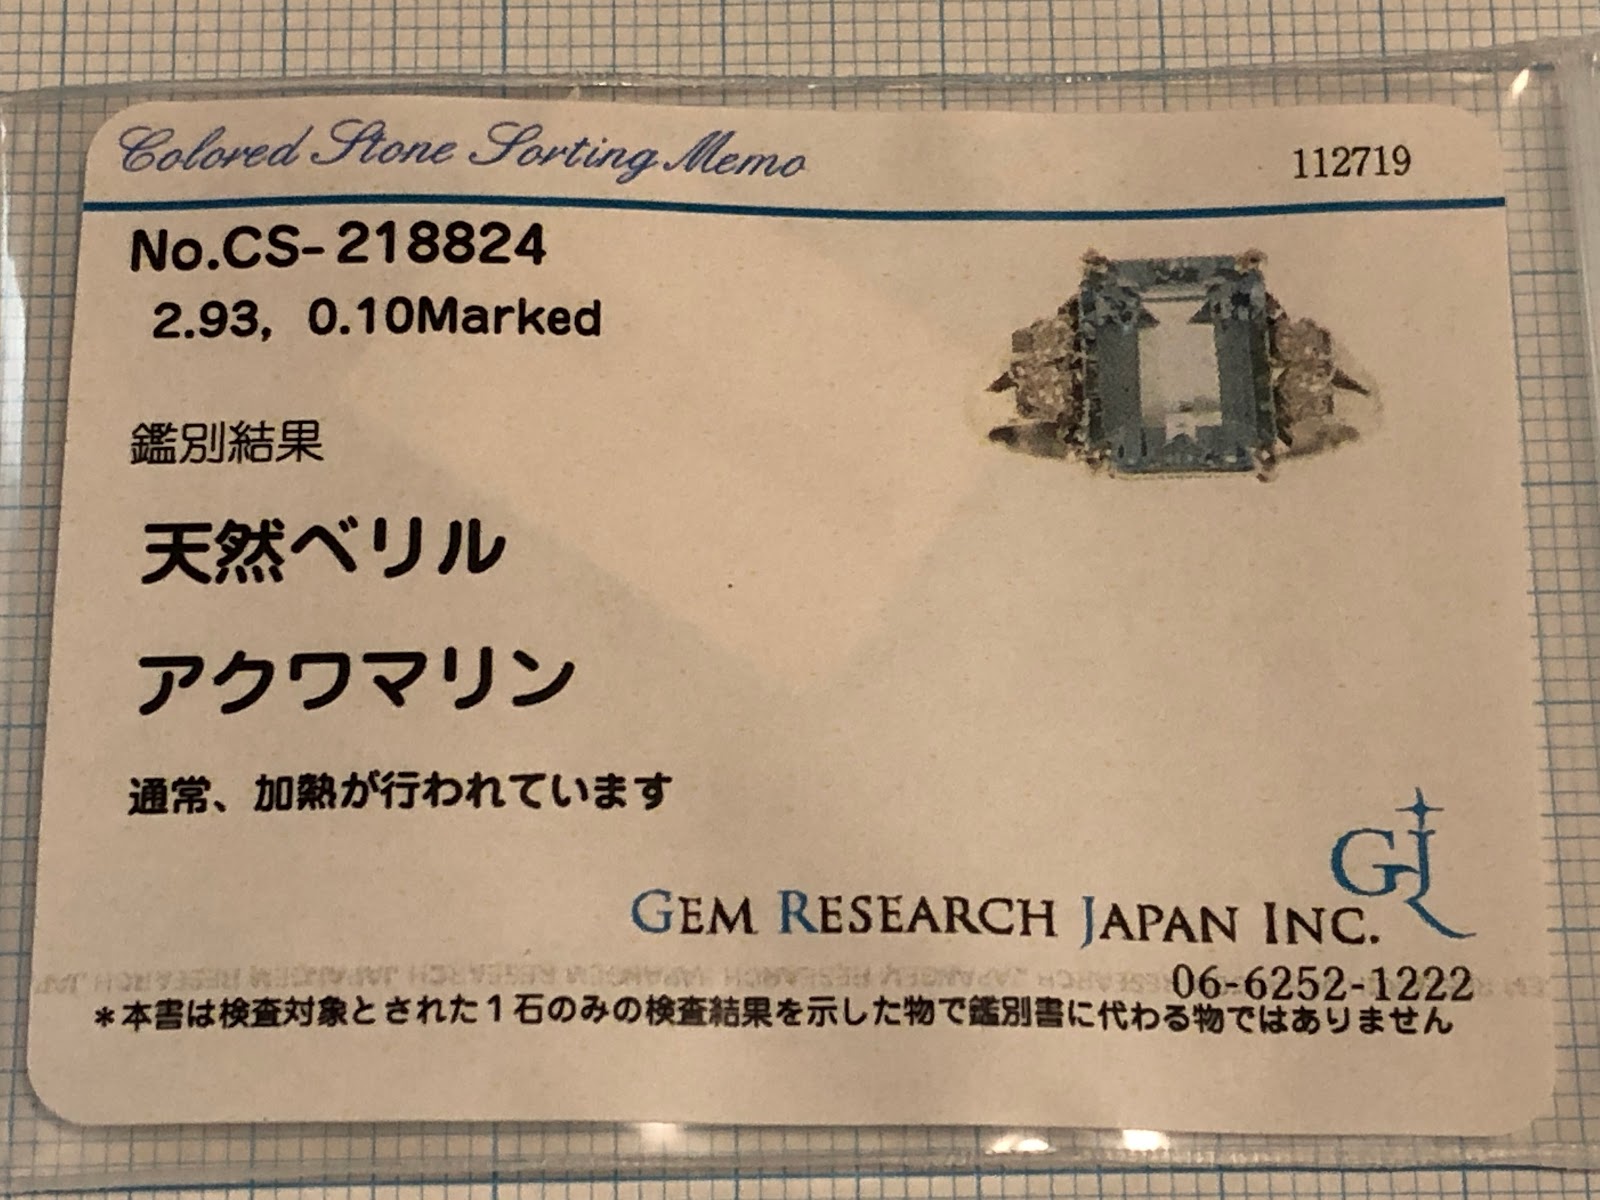 Colored Stone Sorting Memo
112719
No.CS-218824
2.93, 0.10Marked
鑑別結果
天然ベリル
アクワマリン
通常、加熱が行われています
GJ
GEM RESEARCH JAPAN INC.
06-6252-1222
*本書は検査対象とされた1石のみの検査結果を示した物で鑑別書に代わる物ではありません